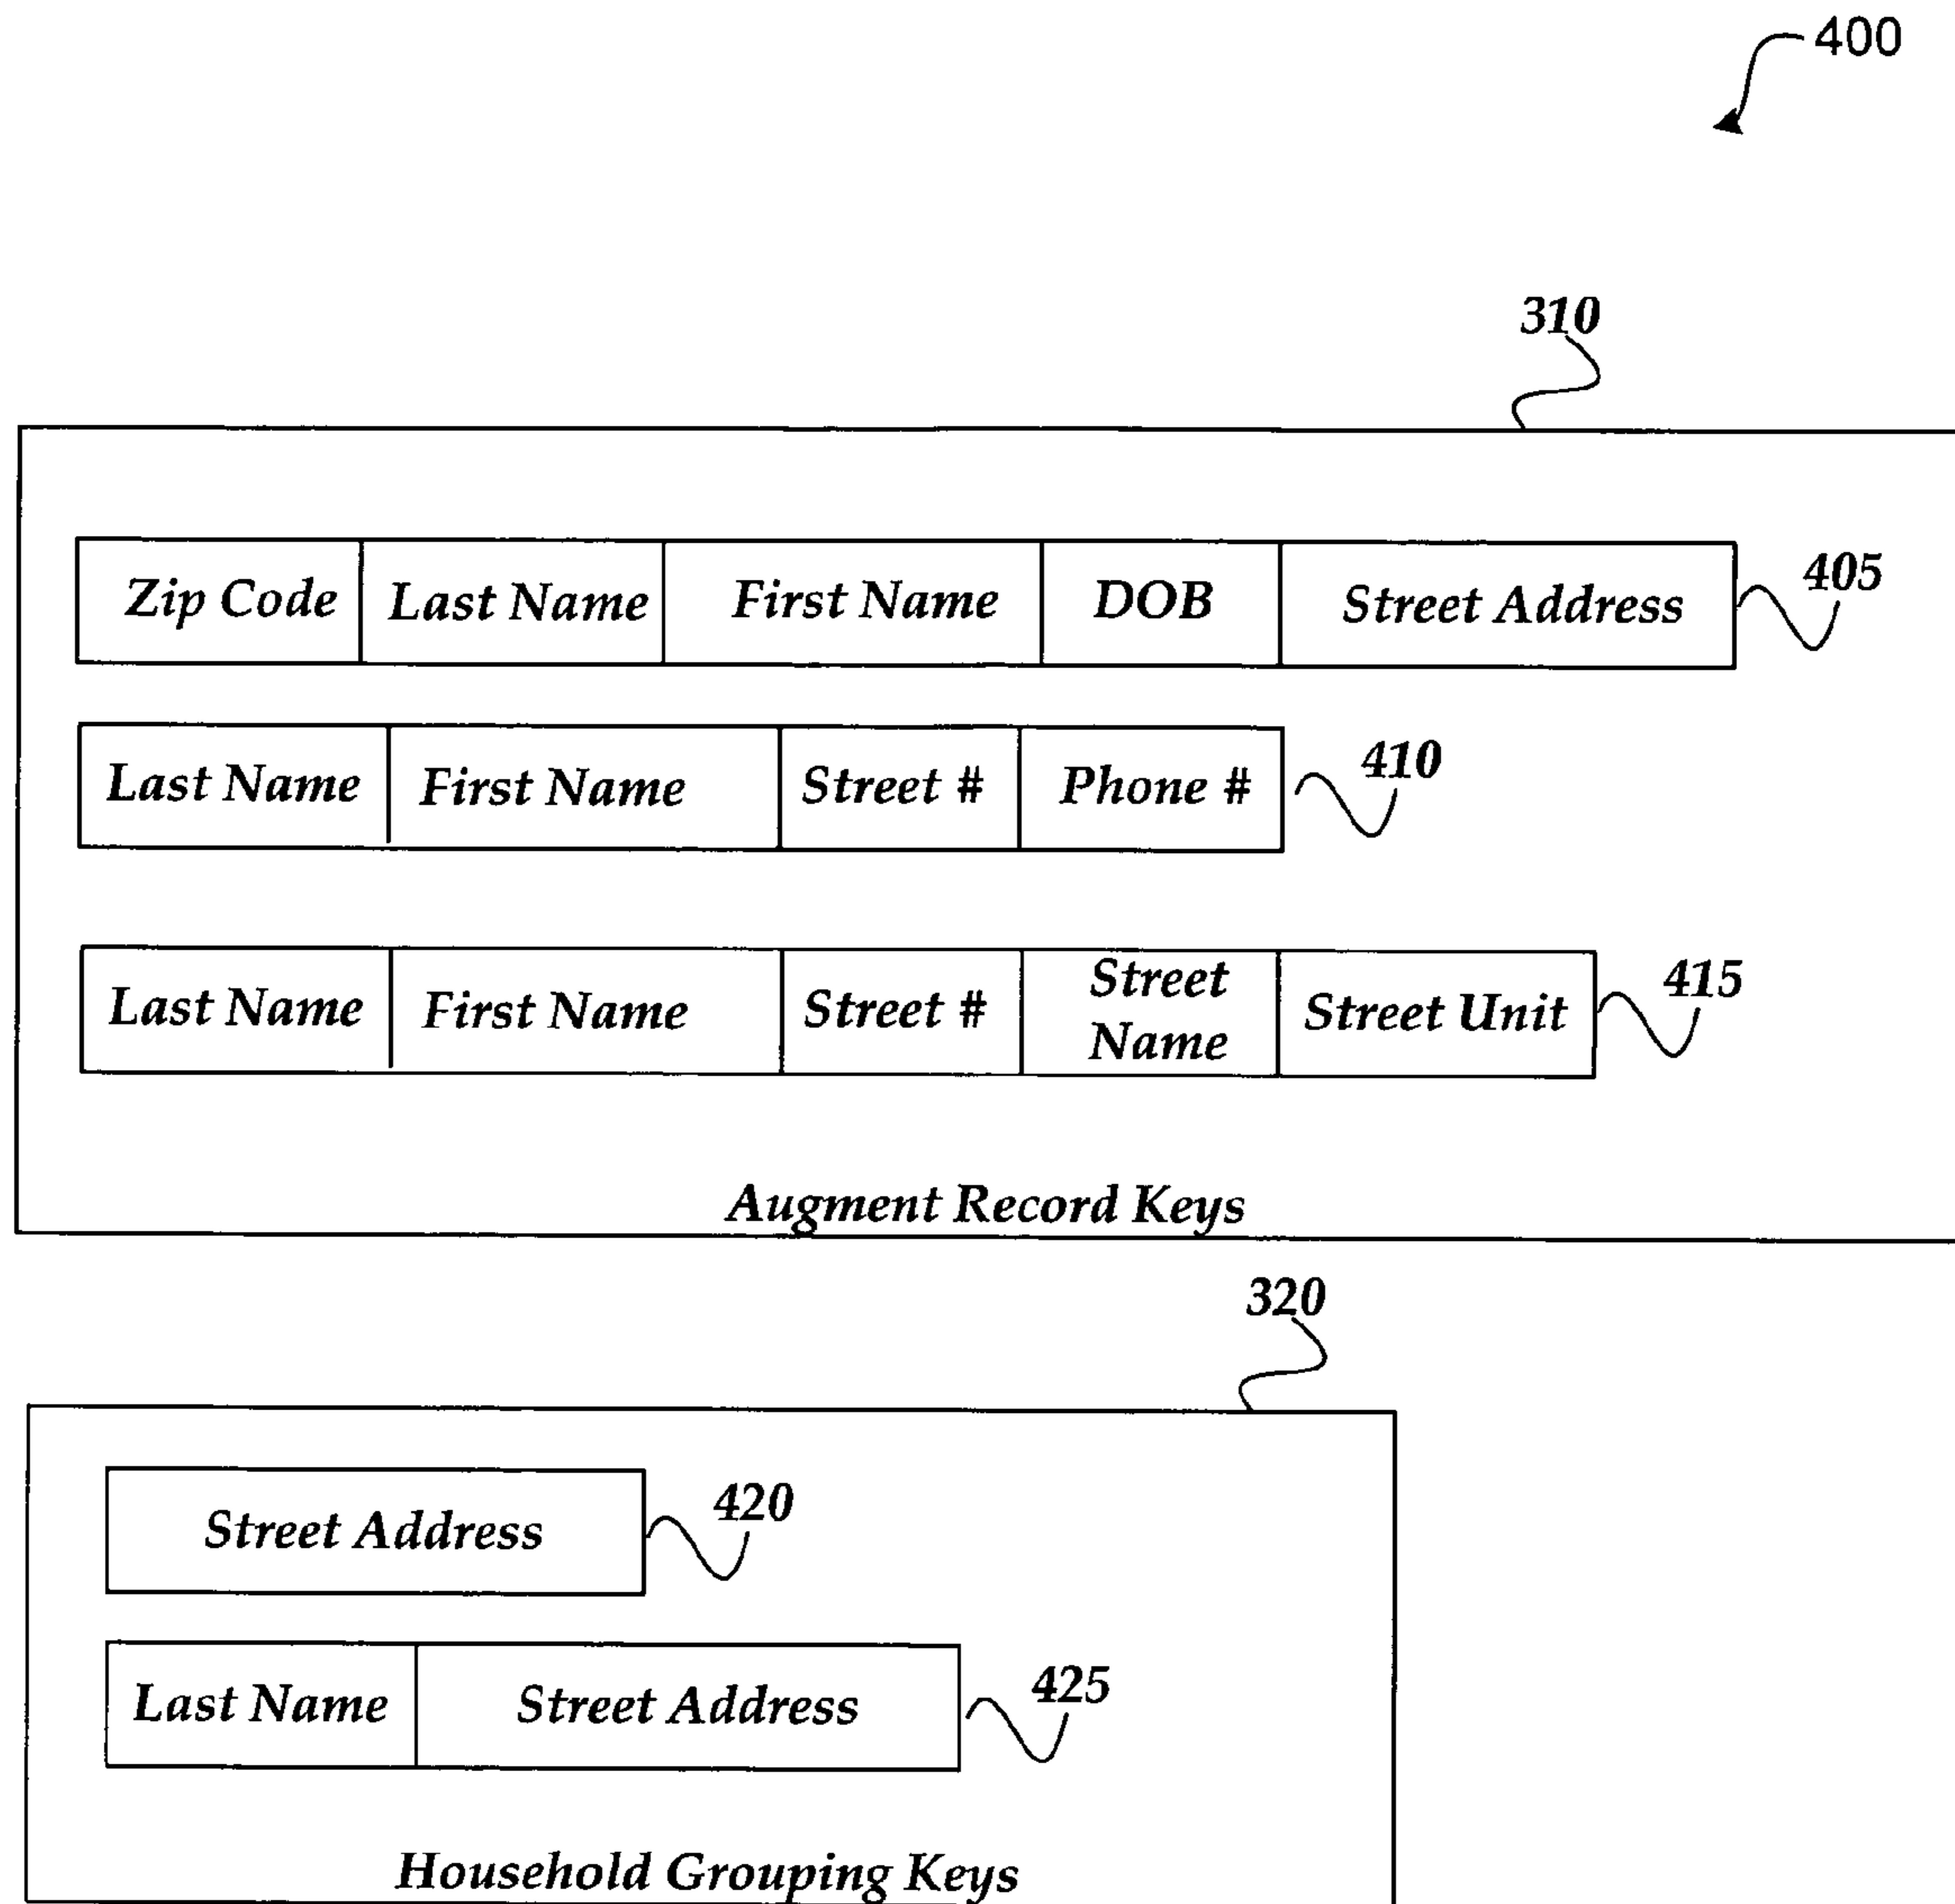 400
310
Zip Code Last Name First Name DOB Street Address 405
Last Name First Name Street # Phone # 410
Last Name First Name Street # Street Name Street Unit 415
Augment Record Keys
320
Street Address 420
Last Name Street Address 425
Household Grouping Keys